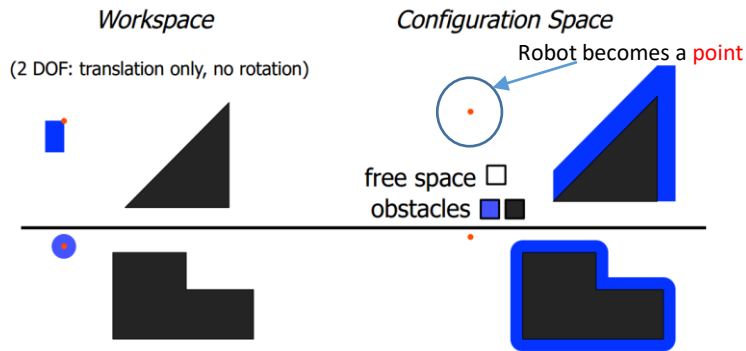 Workspace
Configuration Space
Robot becomes a point
(2 DOF: translation only, no rotation)
free space
obstacles